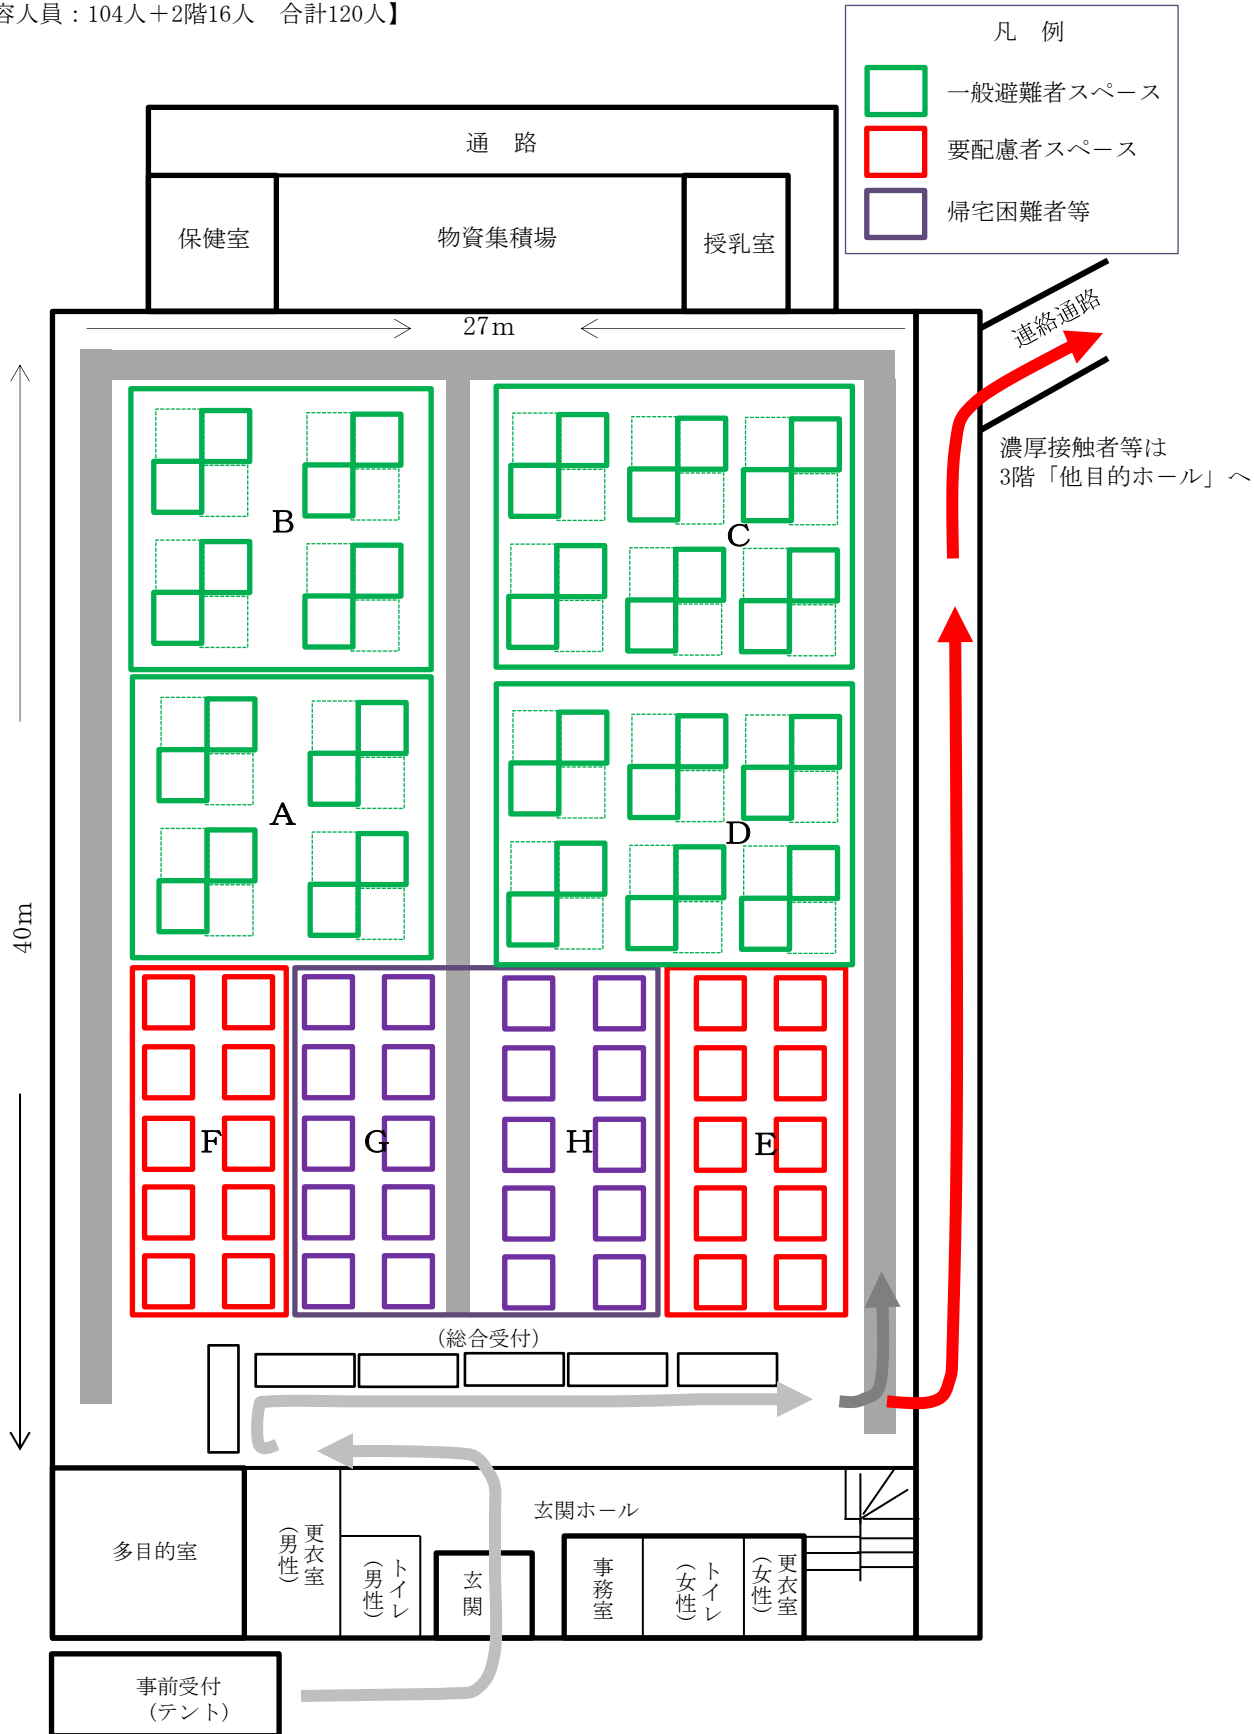 容人員：104人＋2階16人　合計120人】
凡　例
一般避難者スペース
要配慮者スペース
帰宅困難者等
通　路
保健室
物資集積場
授乳室
27m
連絡通路
濃厚接触者等は
3階「他目的ホール」へ
B
C
A
D
40m
F
G
H
E
（総合受付）
玄関ホール
多目的室
更衣室
（男性）
トイレ
（男性）
玄関
事務室
トイレ
（女性）
更衣室
（女性）
事前受付
（テント）